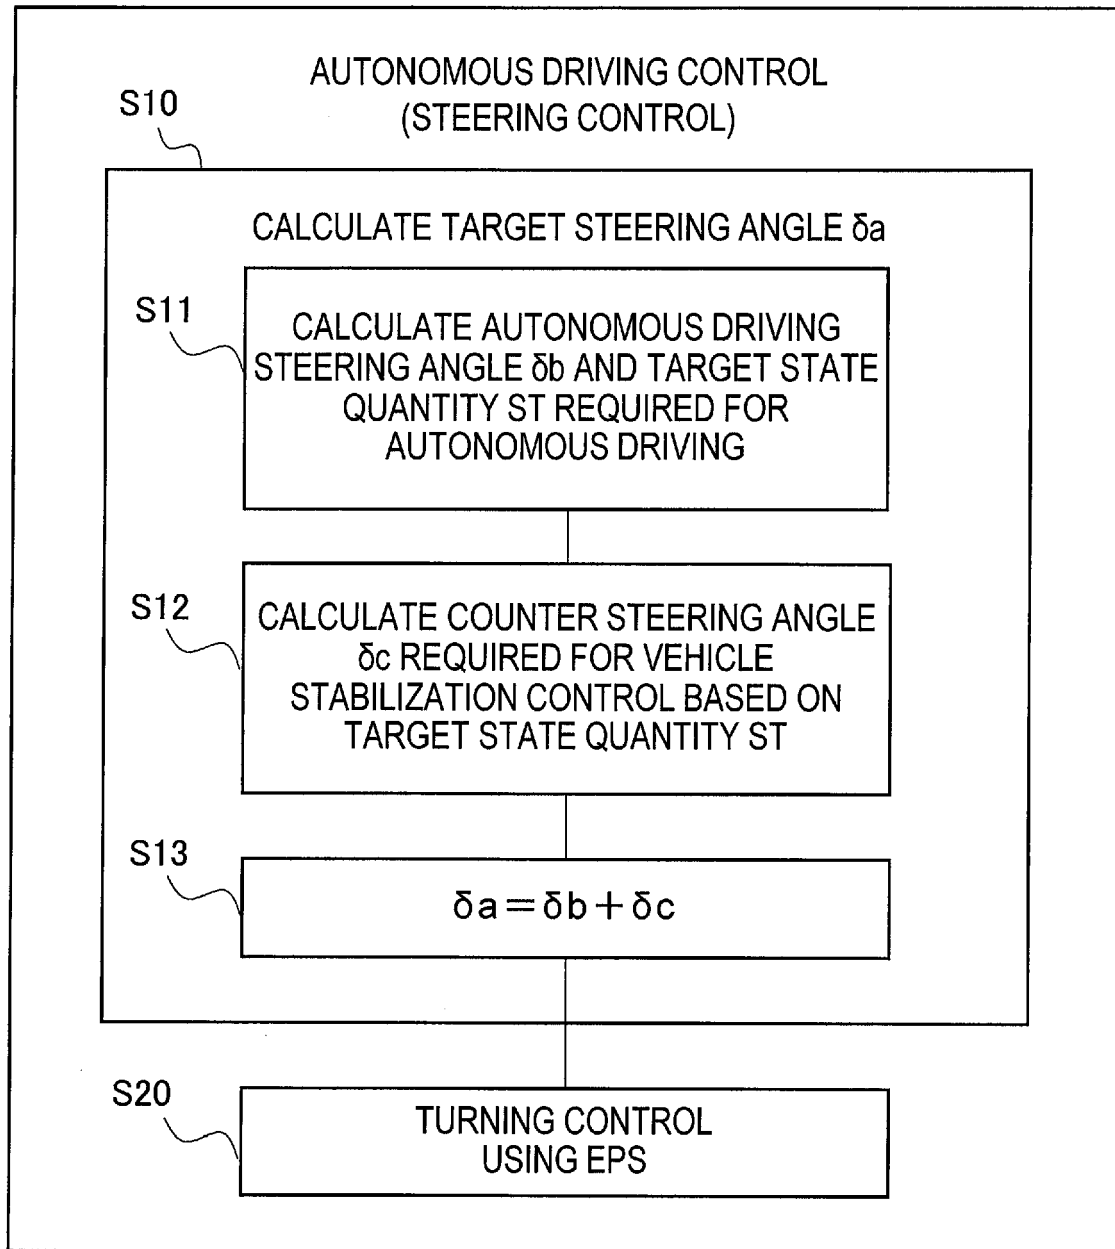 AUTONOMOUS DRIVING CONTROL
(STEERING CONTROL)
S10
CALCULATE TARGET STEERING ANGLE δa
S11
CALCULATE AUTONOMOUS DRIVING
STEERING ANGLE δb AND TARGET STATE
QUANTITY ST REQUIRED FOR
AUTONOMOUS DRIVING
S12
CALCULATE COUNTER STEERING ANGLE
δc REQUIRED FOR VEHICLE
STABILIZATION CONTROL BASED ON
TARGET STATE QUANTITY ST
S13
δa=δb+δc
S20
TURNING CONTROL
USING EPS